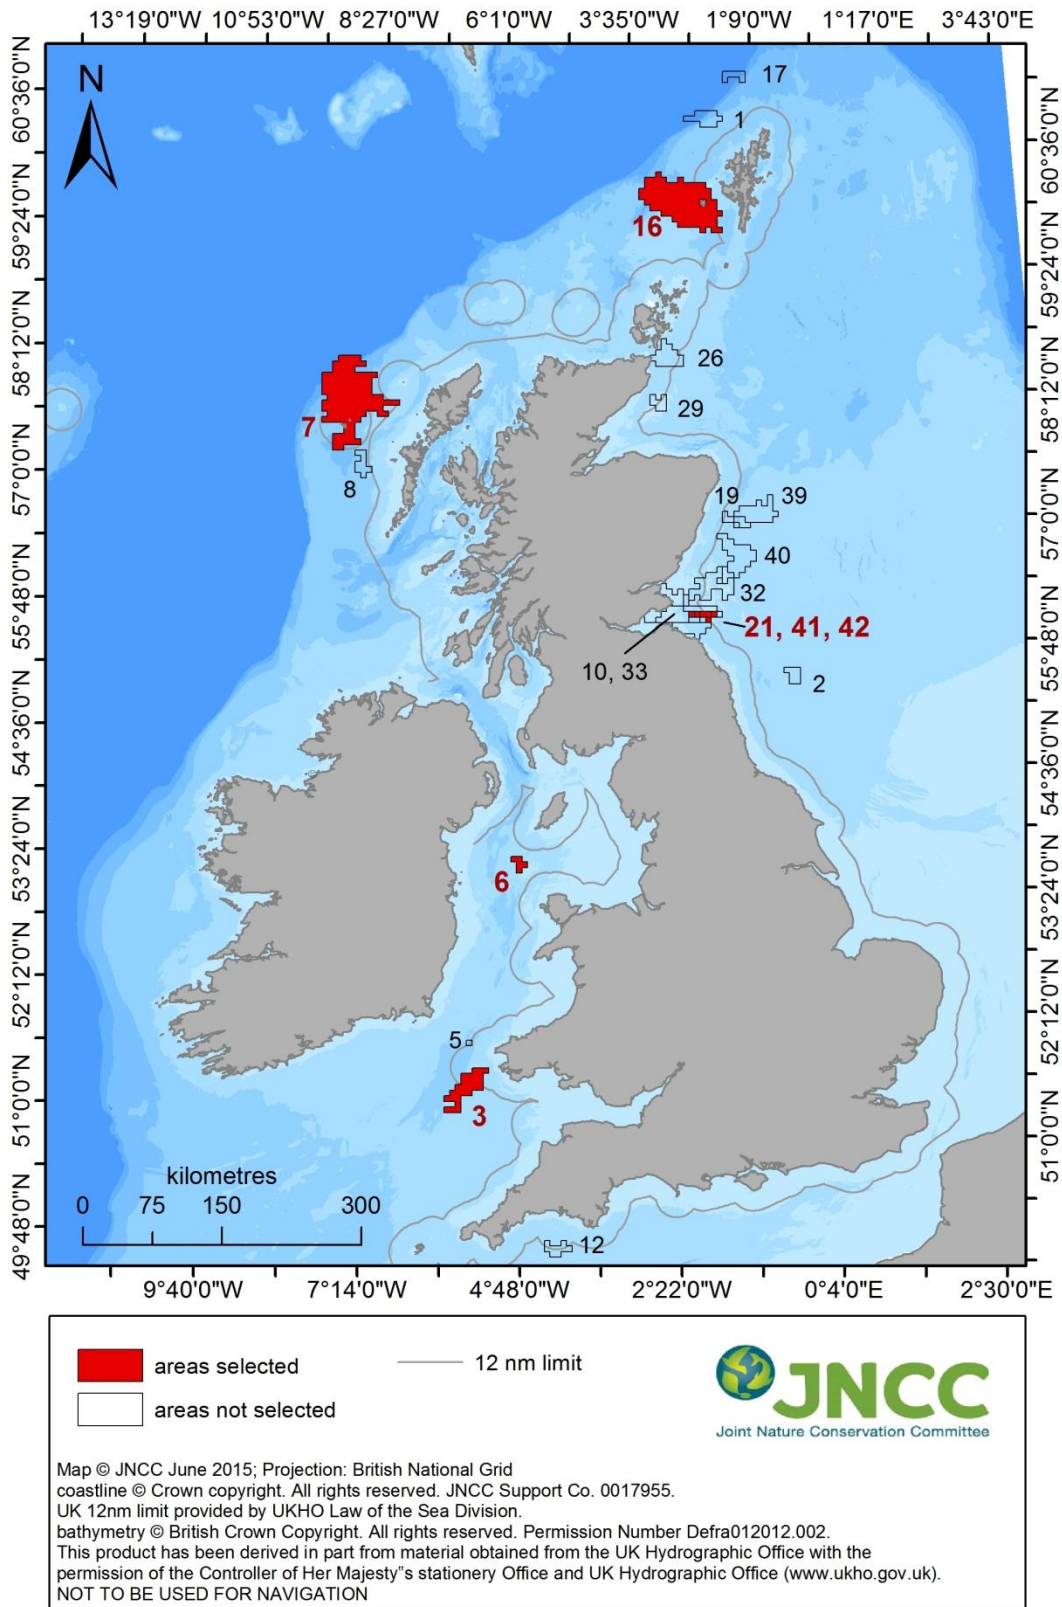 13°19'0"W 10°53'0"W 8°27'0"W 6°1'0"W 3°35'0"W 1°9'0"W 1°17'0"E 3°43'0"E
N
60°36'0"N
59°24'0"N
58°12'0"N
57°0'0"N
55°48'0"N
54°36'0"N
53°24'0"N
52°12'0"N
51°0'0"N
49°48'0"N
17
1
16
26
29
7
8
19 39
40
32
21, 41, 42
10, 33
2
6
5
3
12
60°36'0"N
59°24'0"N
58°12'0"N
57°0'0"N
55°48'0"N
54°36'0"N
53°24'0"N
52°12'0"N
51°0'0"N
kilometres
0 75 150 300
9°40'0"W 7°14'0"W 4°48'0"W 2°22'0"W 0°4'0"E 2°30'0"E
areas selected
12 nm limit
areas not selected
JNCC
Joint Nature Conservation Committee
Map © JNCC June 2015; Projection: British National Grid
coastline © Crown copyright. All rights reserved. JNCC Support Co. 0017955.
UK 12nm limit provided by UKHO Law of the Sea Division.
bathymetry © British Crown Copyright. All rights reserved. Permission Number Defra012012.002.
This product has been derived in part from material obtained from the UK Hydrographic Office with the
permission of the Controller of Her Majesty"s stationery Office and UK Hydrographic Office (www.ukho.gov.uk).
NOT TO BE USED FOR NAVIGATION